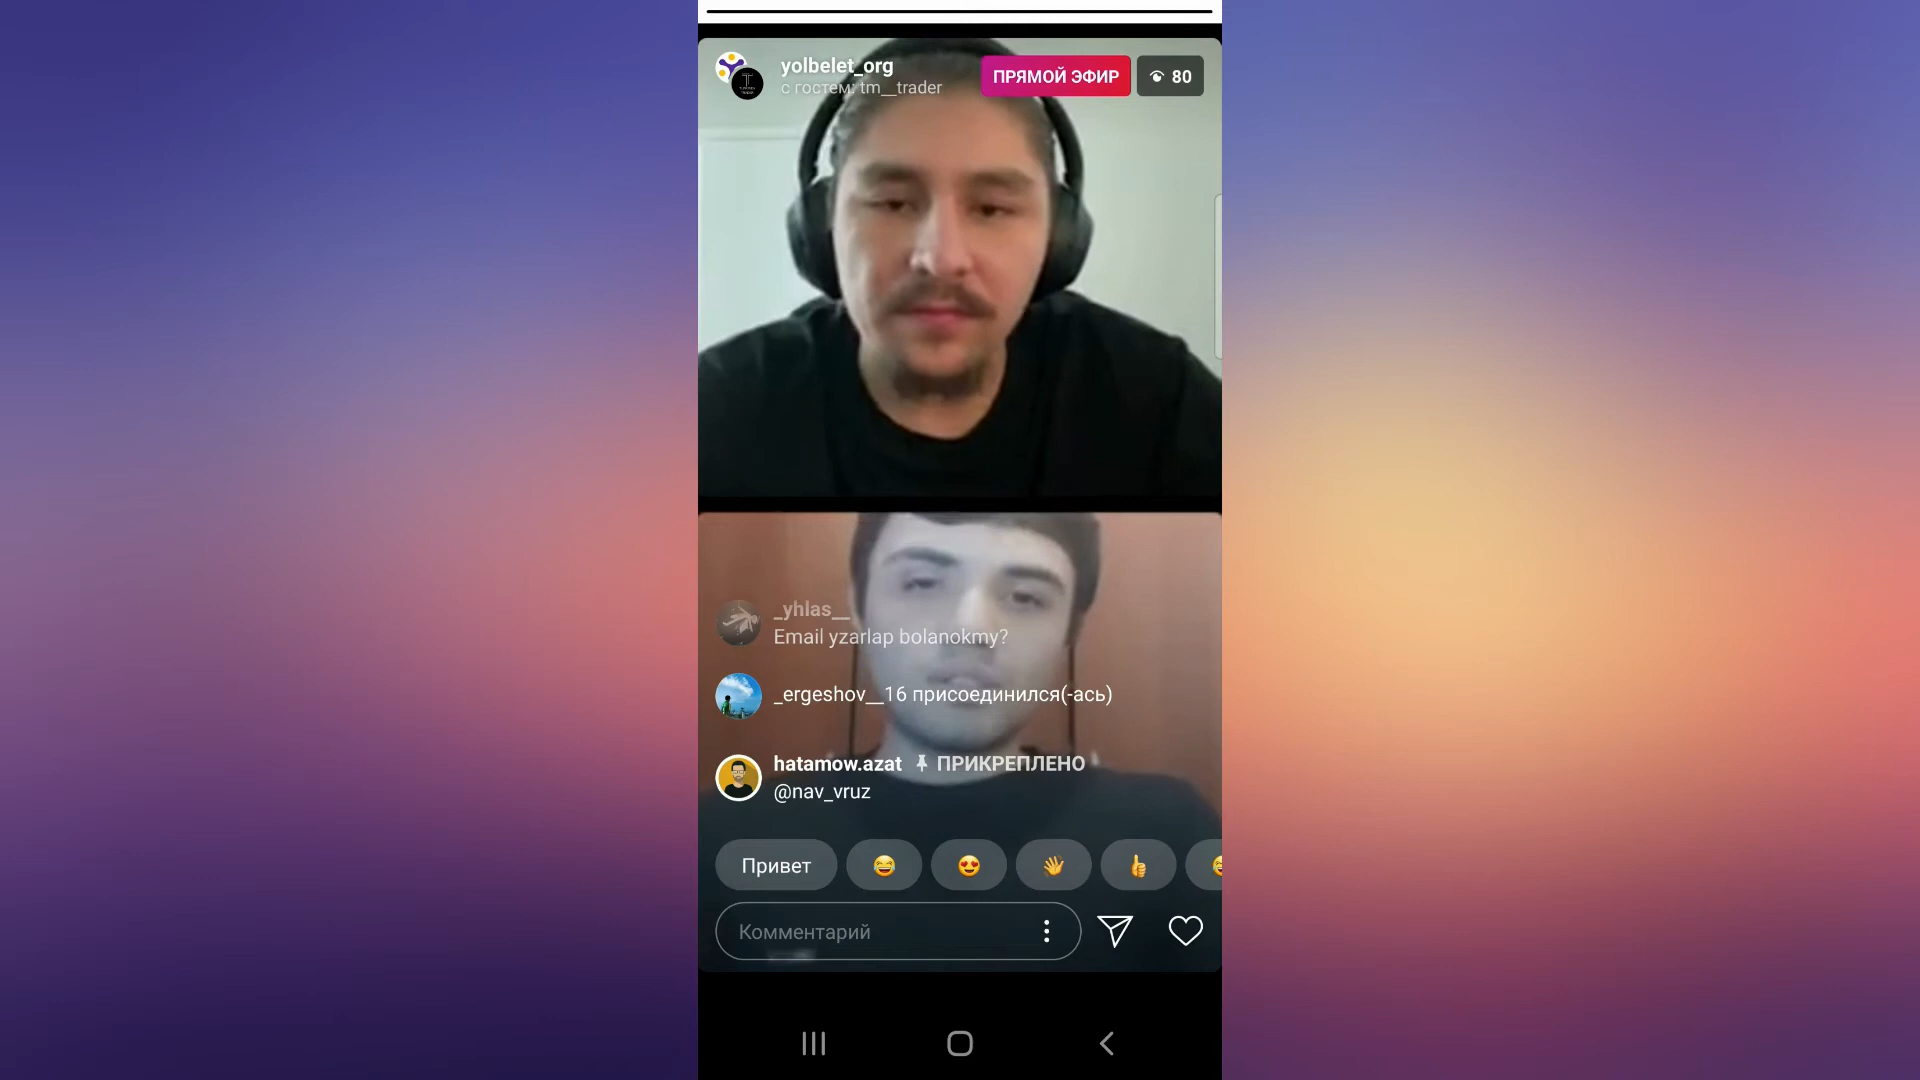 yolbelet_org
с гостем: tm__trader
ПРЯМОЙ ЭФИР
80
_yhlas__
Email yzarlap bolanokmy?
_ergeshov__16 присоединился(-ась)
hatamow.azat ПРИКРЕПЛЕНО
@nav_vruz
Привет
Комментарий